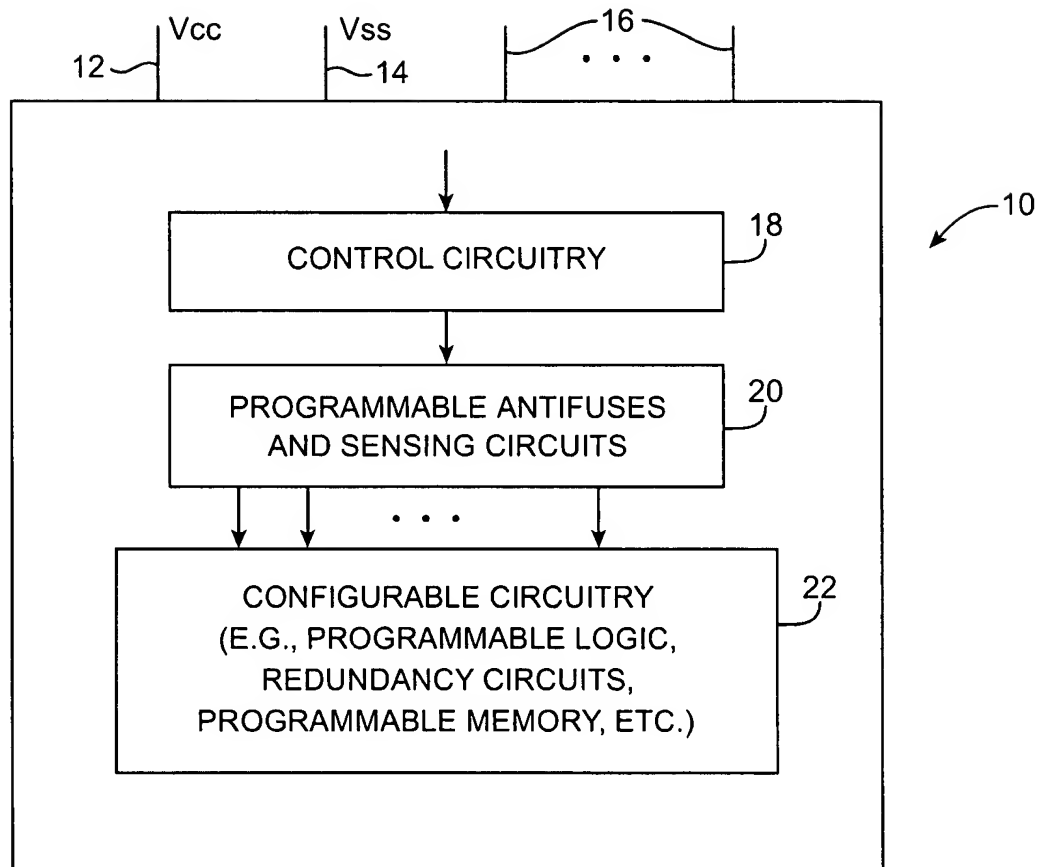 Vcc
Vss
16
12
14
. . .
10
18
CONTROL CIRCUITRY
20
PROGRAMMABLE ANTIFUSES
AND SENSING CIRCUITS
. . .
22
CONFIGURABLE CIRCUITRY
(E.G., PROGRAMMABLE LOGIC,
REDUNDANCY CIRCUITS,
PROGRAMMABLE MEMORY, ETC.)